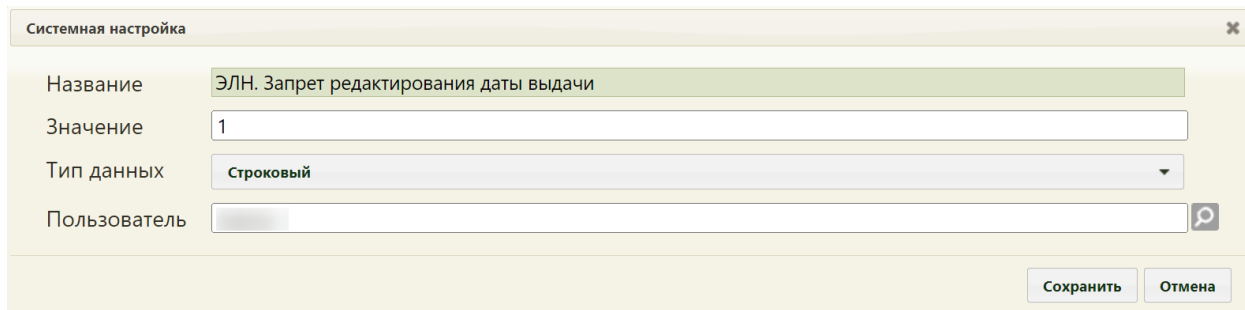 Системная настройка
Название ЭЛН. Запрет редактирования даты выдачи
Значение 1
Тип данных Строковый
Пользователь
Сохранить Отмена